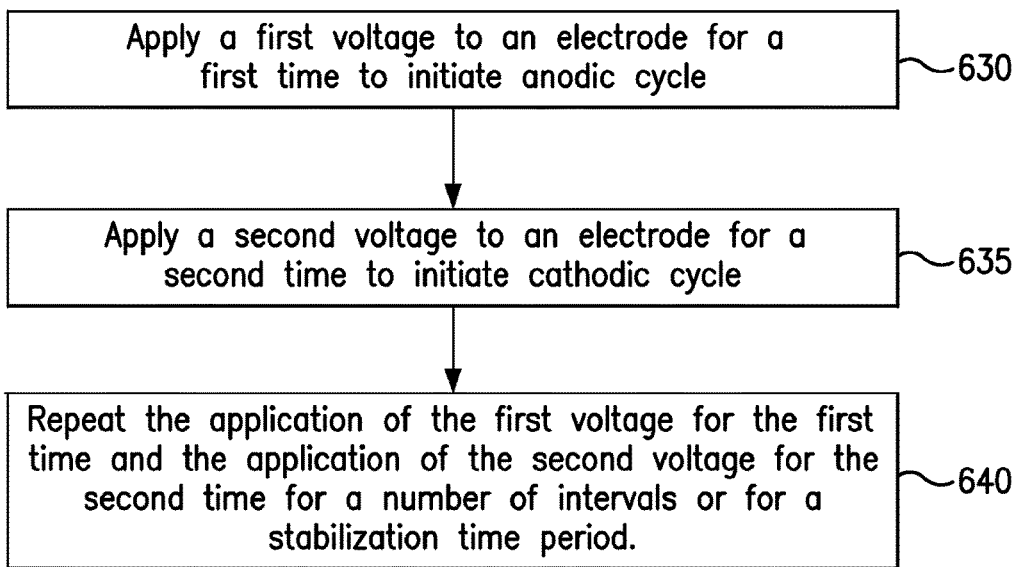 Apply a first voltage to an electrode for a
first time to initiate anodic cycle
630
Apply a second voltage to an electrode for a
second time to initiate cathodic cycle
635
Repeat the application of the first voltage for the first
time and the application of the second voltage for the
second time for a number of intervals or for a
stabilization time period.
640